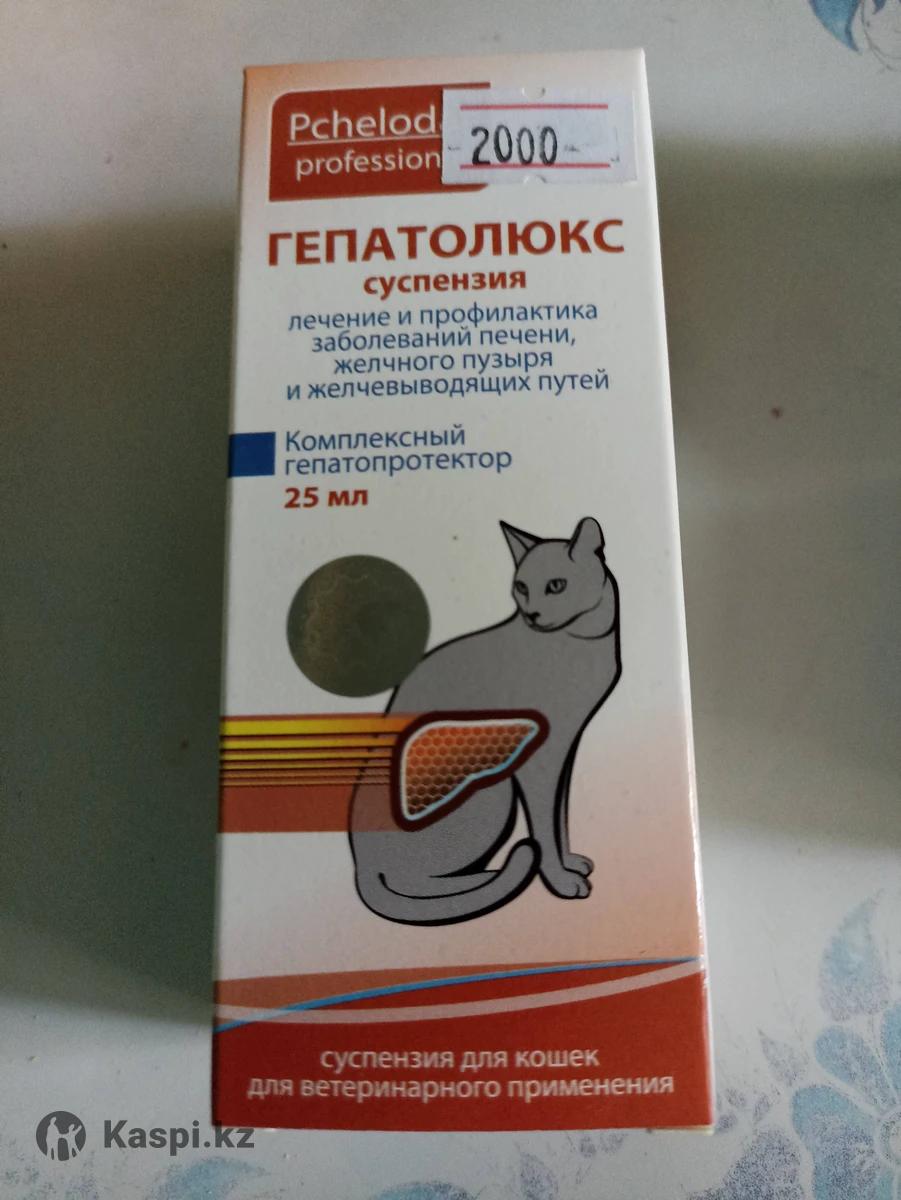 Pchelod
2000
profession
ГЕПАТОЛЮКС
суспензия
лечение и профилактика
заболеваний печени,
желчного пузыря
и желчевыводящих путей
Комплексный
гепатопротектор
25 мл
суспензия для кошек
для ветеринарного применения
Kaspi.kz